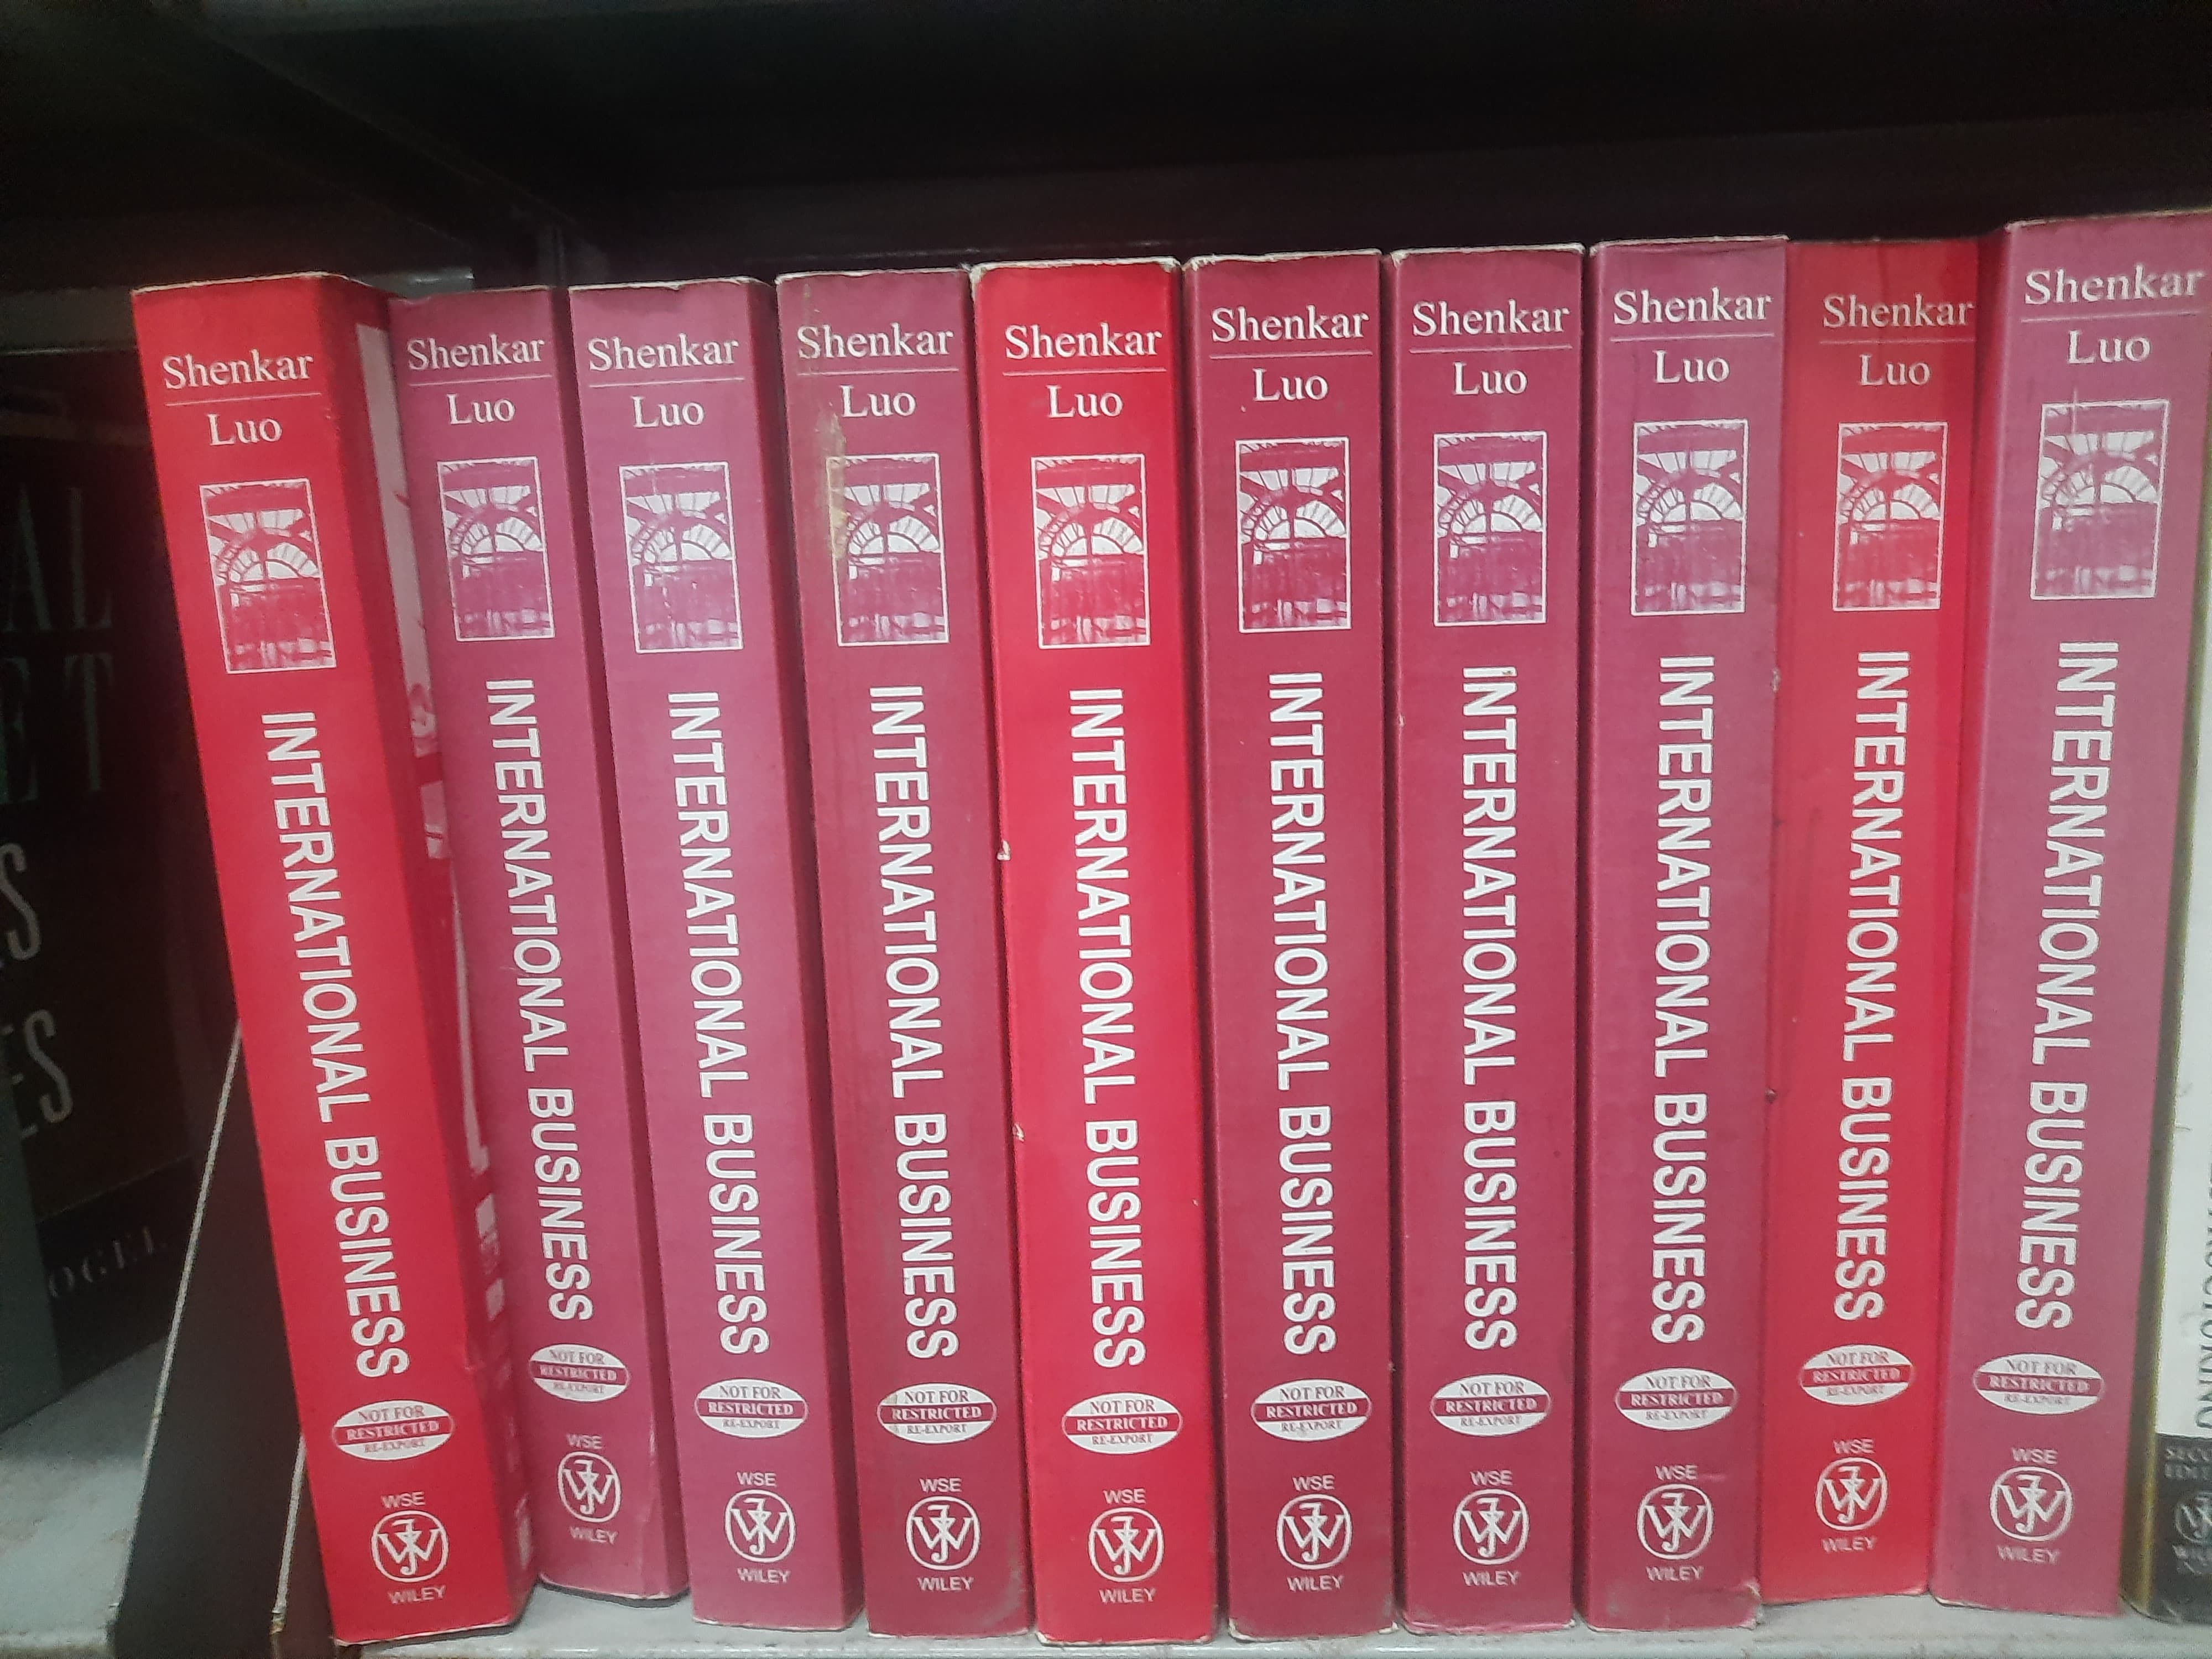 AL
ET
S
ES
OGEL
Shenkar
Luo
INTERNATIONAL BUSINESS
NOT FOR
RESTRICTED
RE-EXPORT
WSE
WILEY
Shenkar
Luo
INTERNATIONAL BUSINESS
NOT FOR
RESTRICTED
RE-EXPORT
WSE
WILEY
Shenkar
Luo
INTERNATIONAL BUSINESS
NOT FOR
RESTRICTED
RE-EXPORT
WSE
WILEY
Shenkar
Luo
INTERNATIONAL BUSINESS
NOT FOR
RESTRICTED
RE-EXPORT
WSE
WILEY
Shenkar
Luo
INTERNATIONAL BUSINESS
NOT FOR
RESTRICTED
RE-EXPORT
WSE
WILEY
Shenkar
Luo
INTERNATIONAL BUSINESS
NOT FOR
RESTRICTED
RE-EXPORT
WSE
WILEY
Shenkar
Luo
INTERNATIONAL BUSINESS
NOT FOR
RESTRICTED
RE-EXPORT
WSE
WILEY
Shenkar
Luo
INTERNATIONAL BUSINESS
NOT FOR
RESTRICTED
RE-EXPORT
WSE
WILEY
Shenkar
Luo
INTERNATIONAL BUSINESS
NOT FOR
RESTRICTED
RE-EXPORT
WSE
WILEY
Shenkar
Luo
INTERNATIONAL BUSINESS
NOT FOR
RESTRICTED
RE-EXPORT
WSE
WILEY